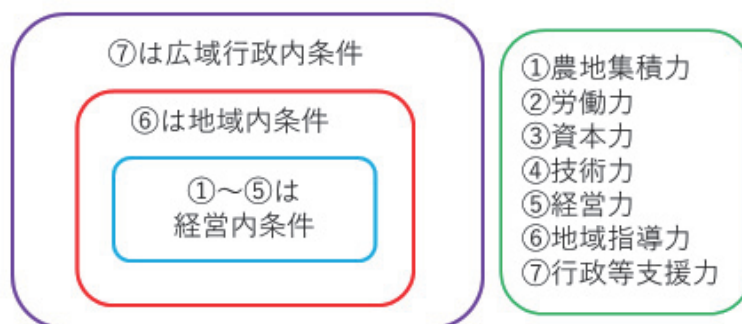 ⑦は広域行政内条件
⑥は地域内条件
①～⑤は
経営内条件
①農地集積力
②労働力
③資本力
④技術力
⑤経営力
⑥地域指導力
⑦行政等支援力